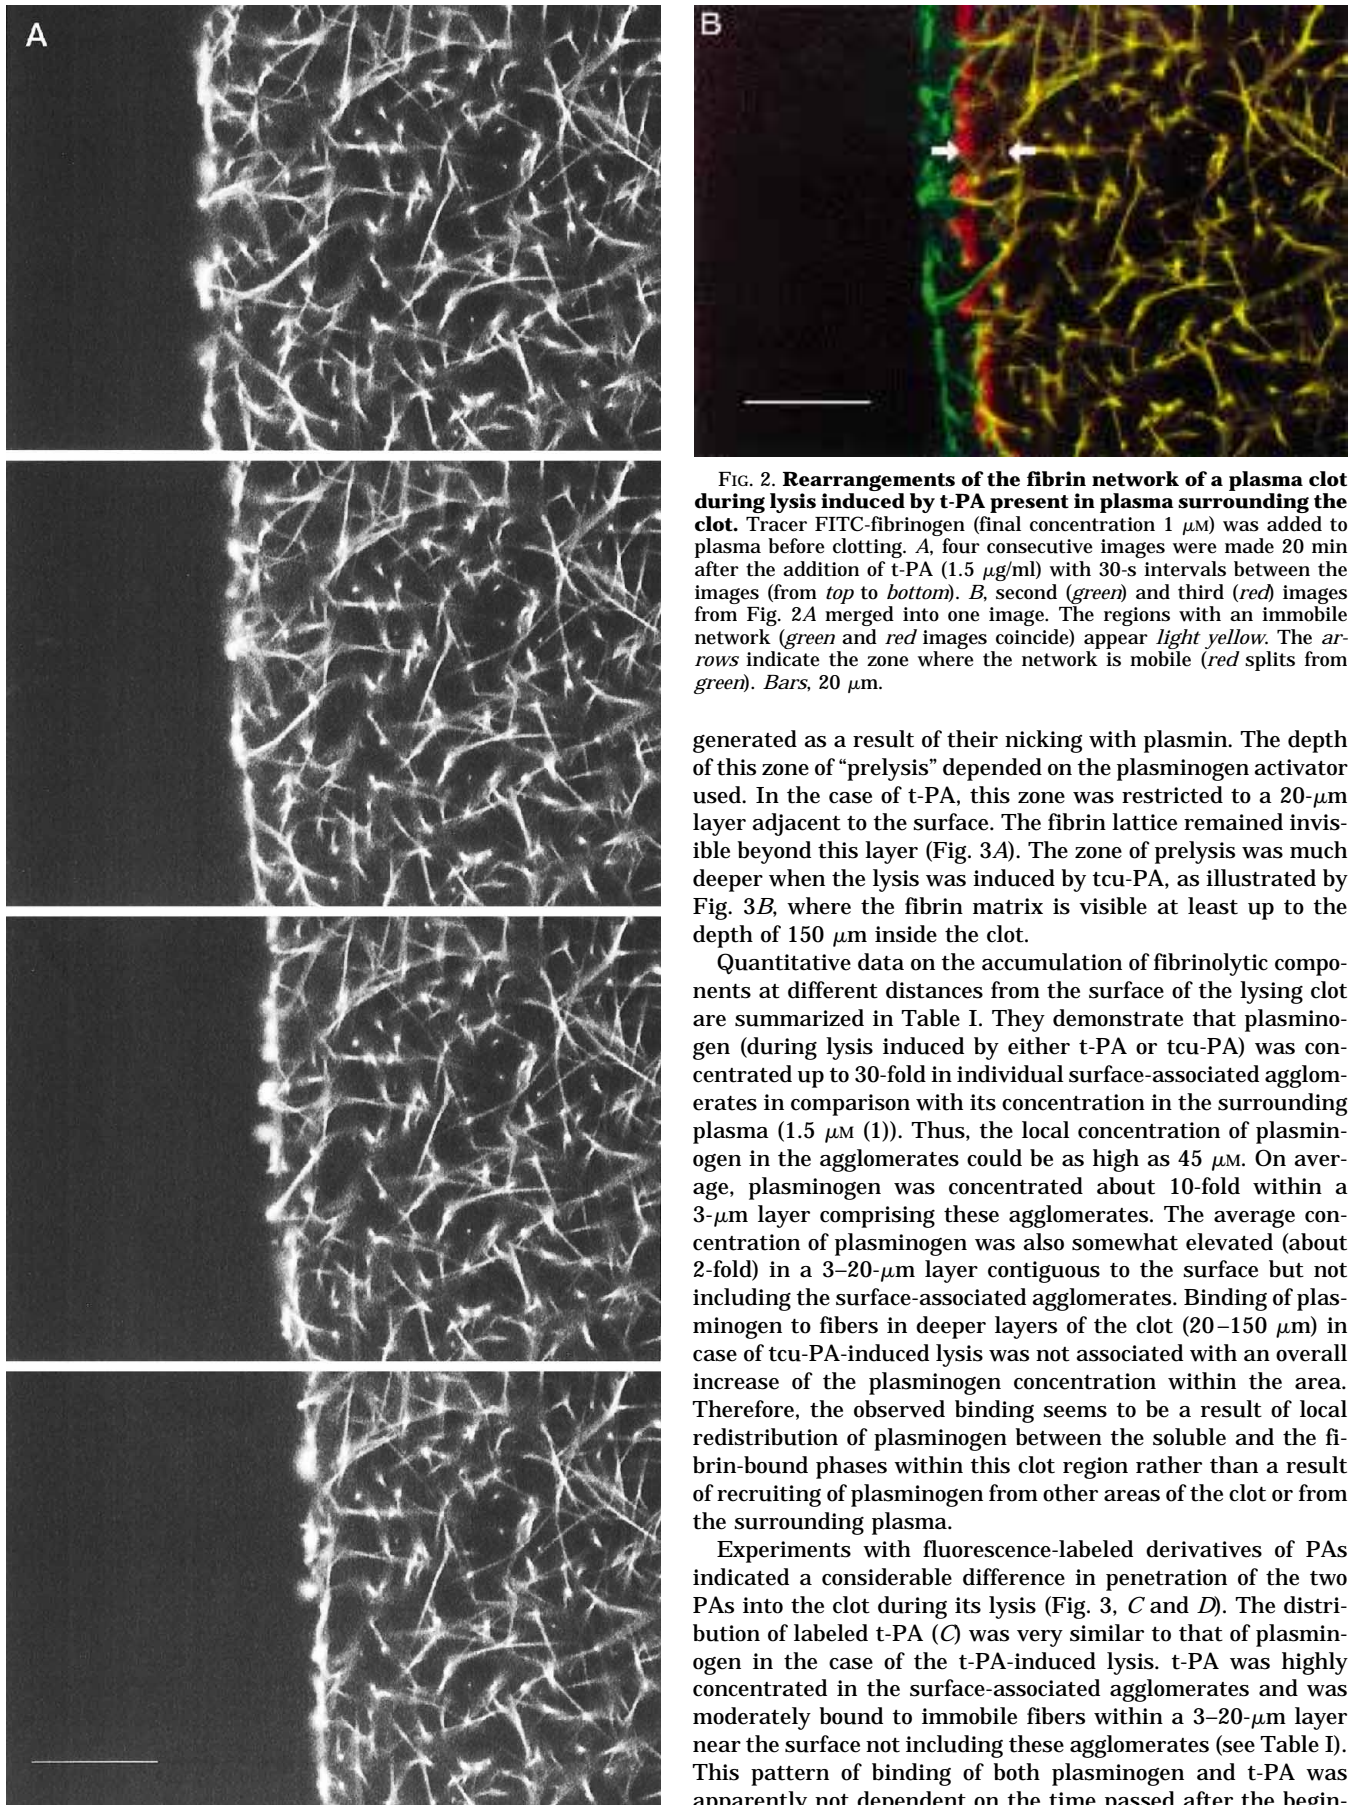 A
B
FIG. 2. Rearrangements of the fibrin network of a plasma clot
during lysis induced by t-PA present in plasma surrounding the
clot. Tracer FITC-fibrinogen (final concentration 1 μM) was added to
plasma before clotting. A, four consecutive images were made 20 min
after the addition of t-PA (1.5 μg/ml) with 30-s intervals between the
images (from top to bottom). B, second (green) and third (red) images
from Fig. 2A merged into one image. The regions with an immobile
network (green and red images coincide) appear light yellow. The ar-
rows indicate the zone where the network is mobile (red splits from
green). Bars, 20 μm.
generated as a result of their nicking with plasmin. The depth
of this zone of “prelysis” depended on the plasminogen activator
used. In the case of t-PA, this zone was restricted to a 20-μm
layer adjacent to the surface. The fibrin lattice remained invis-
ible beyond this layer (Fig. 3A). The zone of prelysis was much
deeper when the lysis was induced by tcu-PA, as illustrated by
Fig. 3B, where the fibrin matrix is visible at least up to the
depth of 150 μm inside the clot.
Quantitative data on the accumulation of fibrinolytic compo-
nents at different distances from the surface of the lysing clot
are summarized in Table I. They demonstrate that plasmino-
gen (during lysis induced by either t-PA or tcu-PA) was con-
centrated up to 30-fold in individual surface-associated agglom-
erates in comparison with its concentration in the surrounding
plasma (1.5 μM (1)). Thus, the local concentration of plasmin-
ogen in the agglomerates could be as high as 45 μM. On aver-
age, plasminogen was concentrated about 10-fold within a
3-μm layer comprising these agglomerates. The average con-
centration of plasminogen was also somewhat elevated (about
2-fold) in a 3–20-μm layer contiguous to the surface but not
including the surface-associated agglomerates. Binding of plas-
minogen to fibers in deeper layers of the clot (20–150 μm) in
case of tcu-PA-induced lysis was not associated with an overall
increase of the plasminogen concentration within the area.
Therefore, the observed binding seems to be a result of local
redistribution of plasminogen between the soluble and the fi-
brin-bound phases within this clot region rather than a result
of recruiting of plasminogen from other areas of the clot or from
the surrounding plasma.
Experiments with fluorescence-labeled derivatives of PAs
indicated a considerable difference in penetration of the two
PAs into the clot during its lysis (Fig. 3, C and D). The distri-
bution of labeled t-PA (C) was very similar to that of plasmin-
ogen in the case of the t-PA-induced lysis. t-PA was highly
concentrated in the surface-associated agglomerates and was
moderately bound to immobile fibers within a 3–20-μm layer
near the surface not including these agglomerates (see Table I).
This pattern of binding of both plasminogen and t-PA was
apparently not dependent on the time passed after the begin-